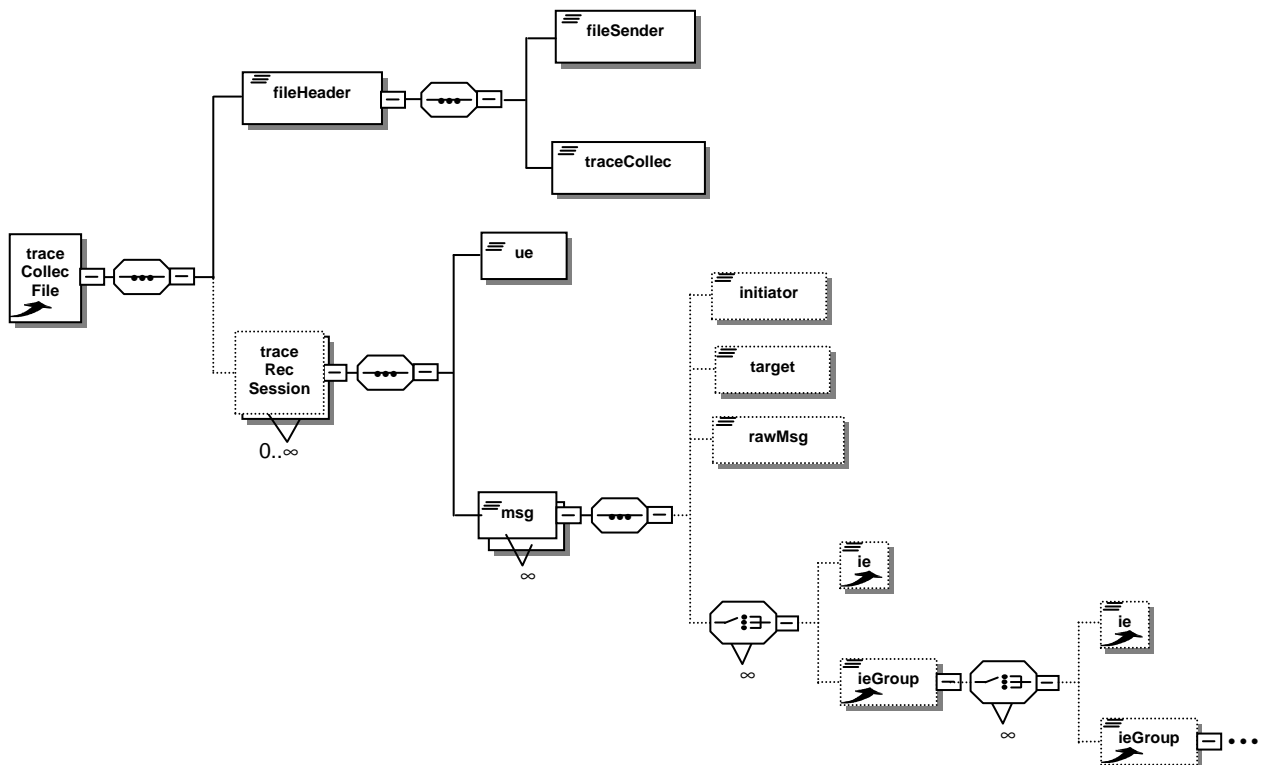 fileSender
fileHeader
traceCollec
trace
Collec
File
ue
initiator
trace
Rec
Session
target
0..∞
rawMsg
msg
∞
ie
ie
∞
ieGroup
∞
ieGroup